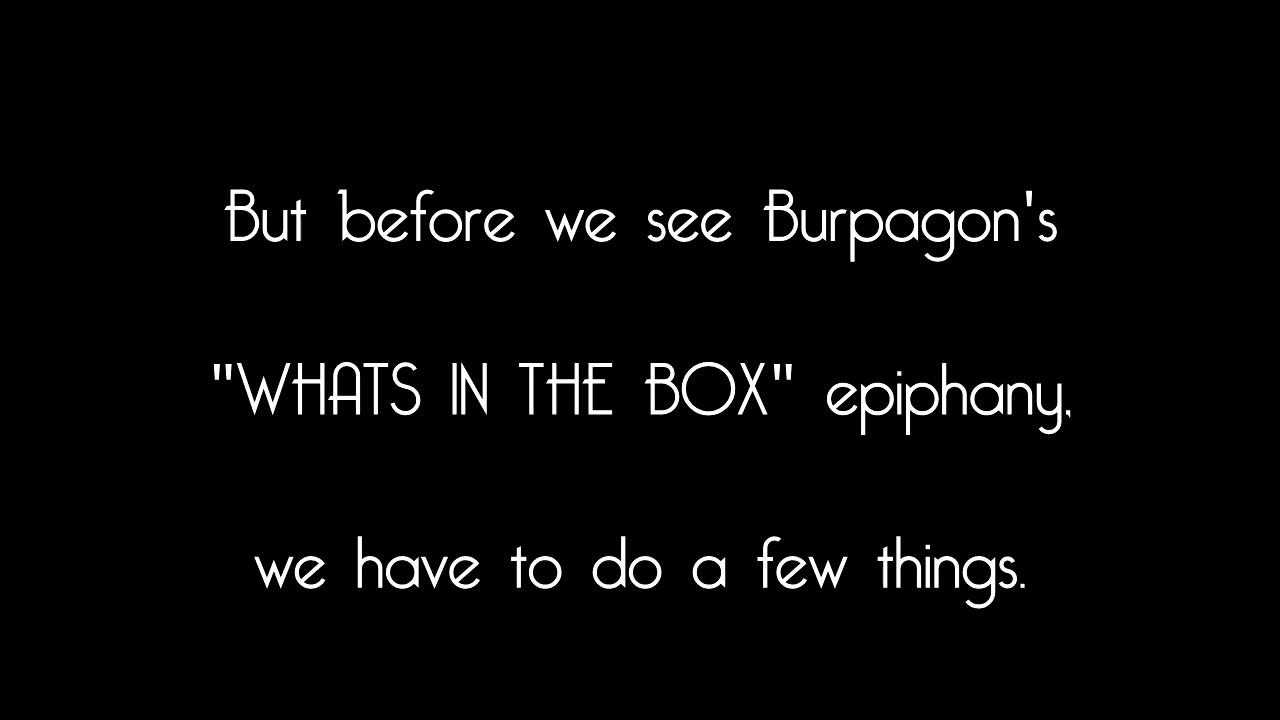 But before we see Burpagon's
"WHATS IN THE BOX" epiphany,
we have to do a few things.